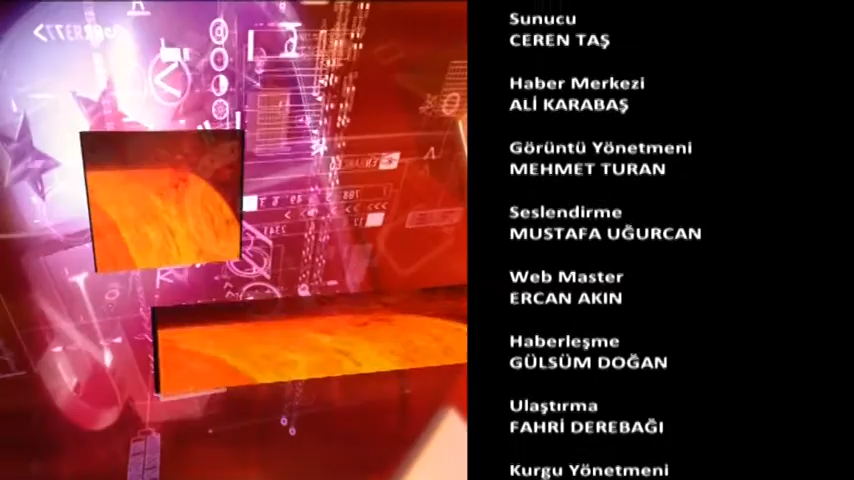 Sunucu
CEREN TAŞ
Haber Merkezi
ALİ KARABAŞ
Görüntü Yönetmeni
MEHMET TURAN
Seslendirme
MUSTAFA UĞURCAN
Web Master
ERCAN AKIN
Haberleşme
GÜLSÜM DOĞAN
Ulaştırma
FAHRİ DEREBAĞI
Kurgu Yönetmeni